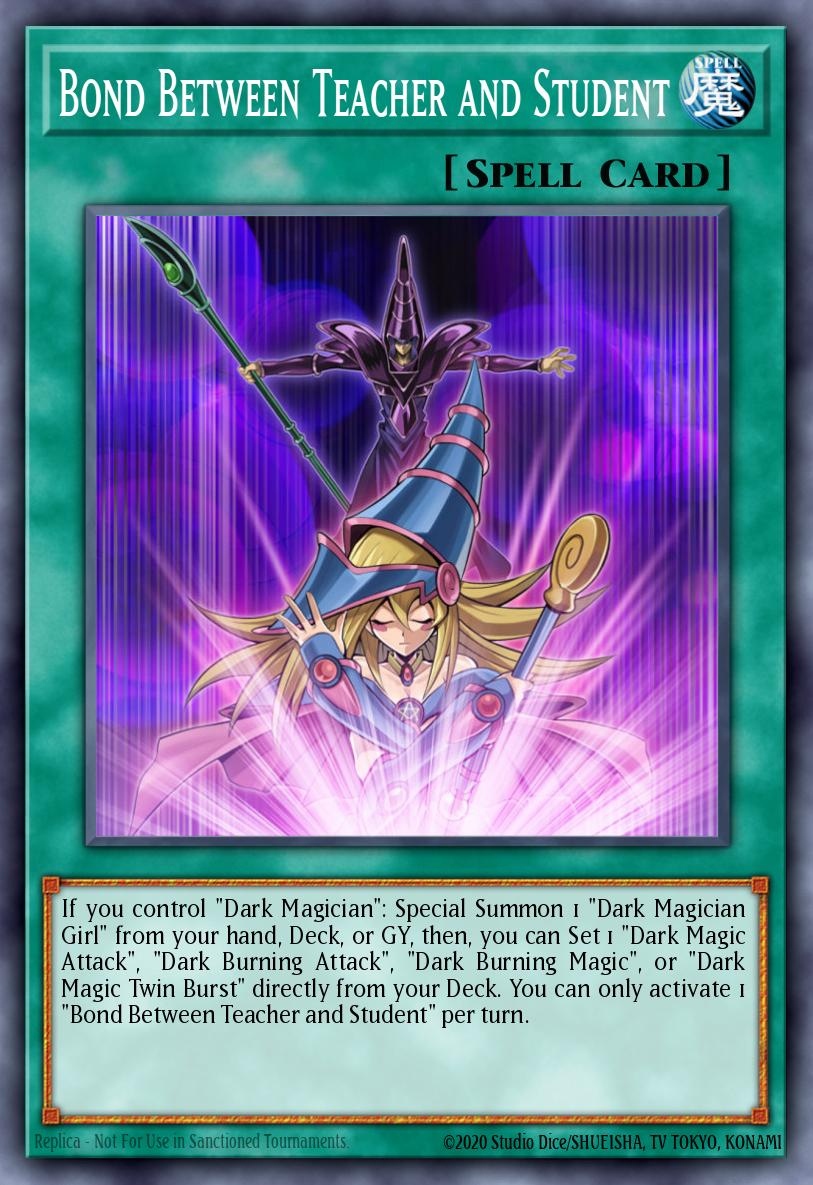 Bond Between Teacher and Student
SPELL
魔
[ Spell Card ]
If you control "Dark Magician": Special Summon 1 "Dark Magician
Girl" from your hand, Deck, or GY, then, you can Set 1 "Dark Magic
Attack", "Dark Burning Attack", "Dark Burning Magic", or "Dark
Magic Twin Burst" directly from your Deck. You can only activate 1
"Bond Between Teacher and Student" per turn.
Replica - Not For Use in Sanctioned Tournaments.
©2020 Studio Dice/SHUEISHA, TV TOKYO, KONAMI